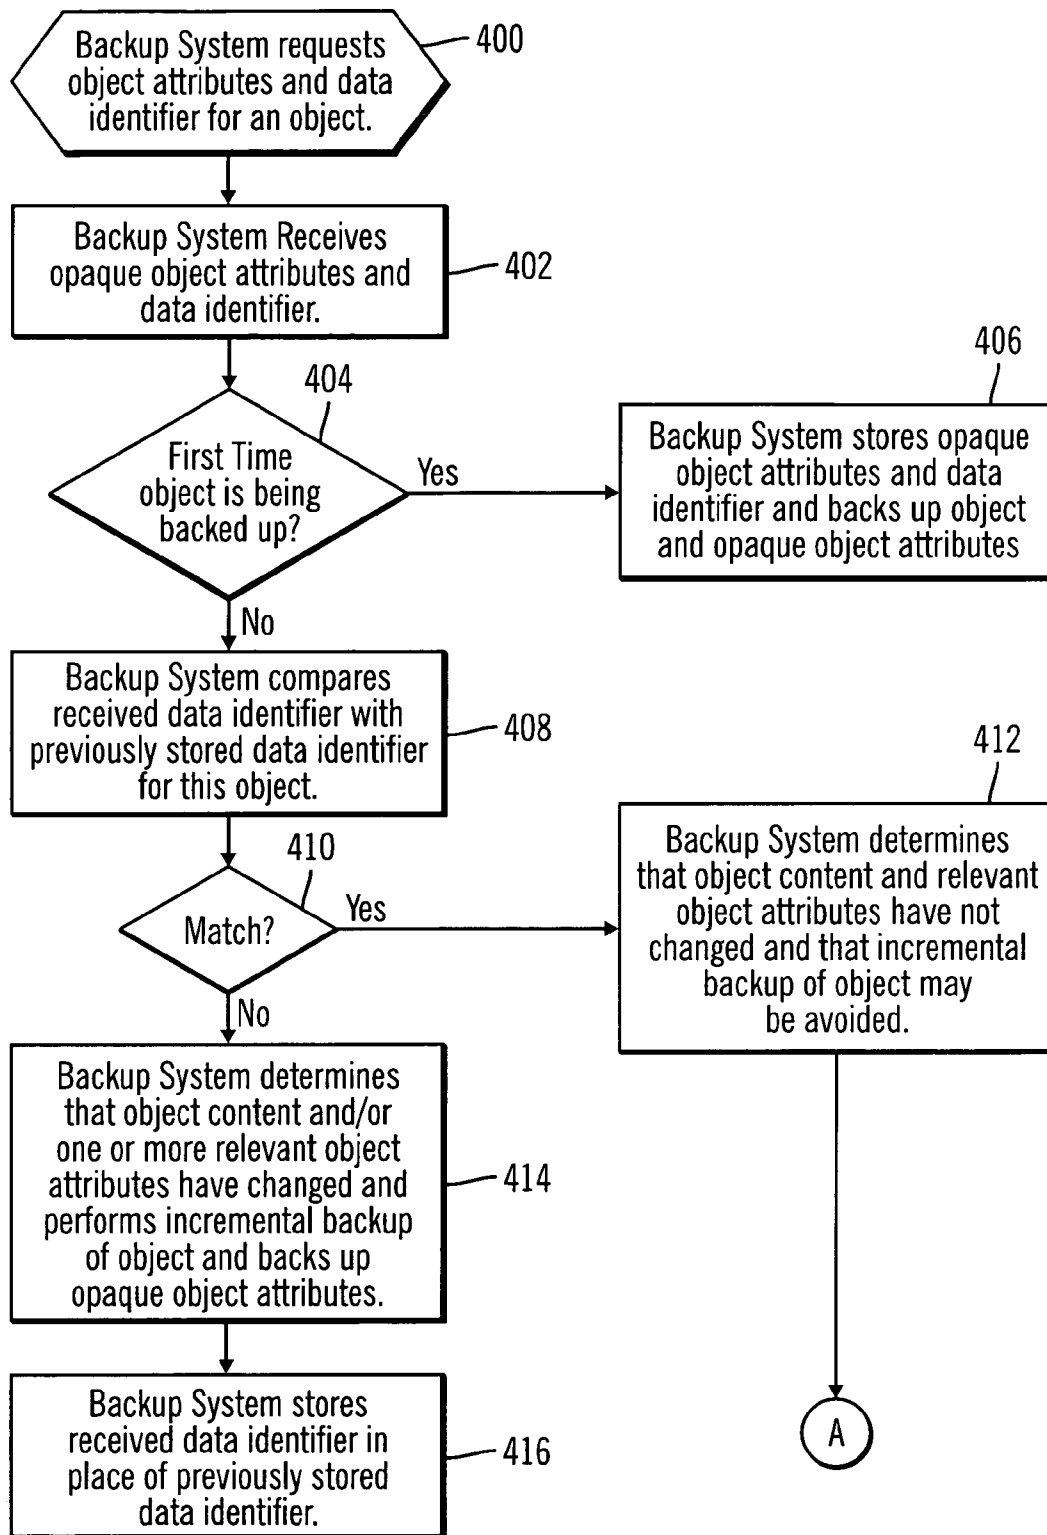 Backup System requests
object attributes and data
identifier for an object.
400
Backup System Receives
opaque object attributes and
data identifier.
402
404
First Time
object is being
backed up?
Yes
406
Backup System stores opaque
object attributes and data
identifier and backs up object
and opaque object attributes
No
Backup System compares
received data identifier with
previously stored data identifier
for this object.
408
410
Match?
Yes
412
Backup System determines
that object content and relevant
object attributes have not
changed and that incremental
backup of object may
be avoided.
No
Backup System determines
that object content and/or
one or more relevant object
attributes have changed and
performs incremental backup
of object and backs up
opaque object attributes.
414
Backup System stores
received data identifier in
place of previously stored
data identifier.
416
A